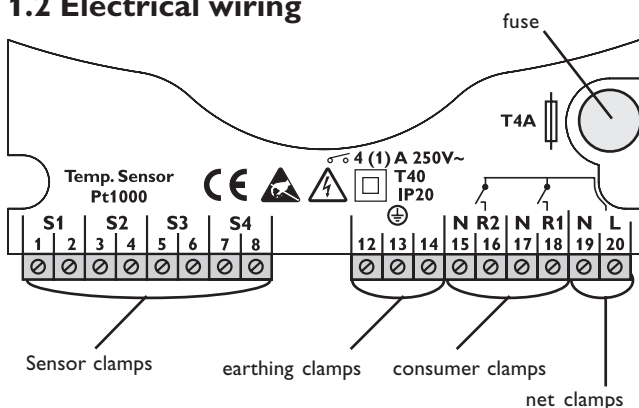 1.2 Electrical wiring
fuse
T4A
4 (1) A 250V~
Temp. Sensor
Pt1000
CE
T40
IP20
S1 S2 S3 S4
N R2 N R1 N L
1 2 3 4 5 6 7 8 12 13 14 15 16 17 18 19 20
Sensor clamps
earthing clamps
consumer clamps
net clamps